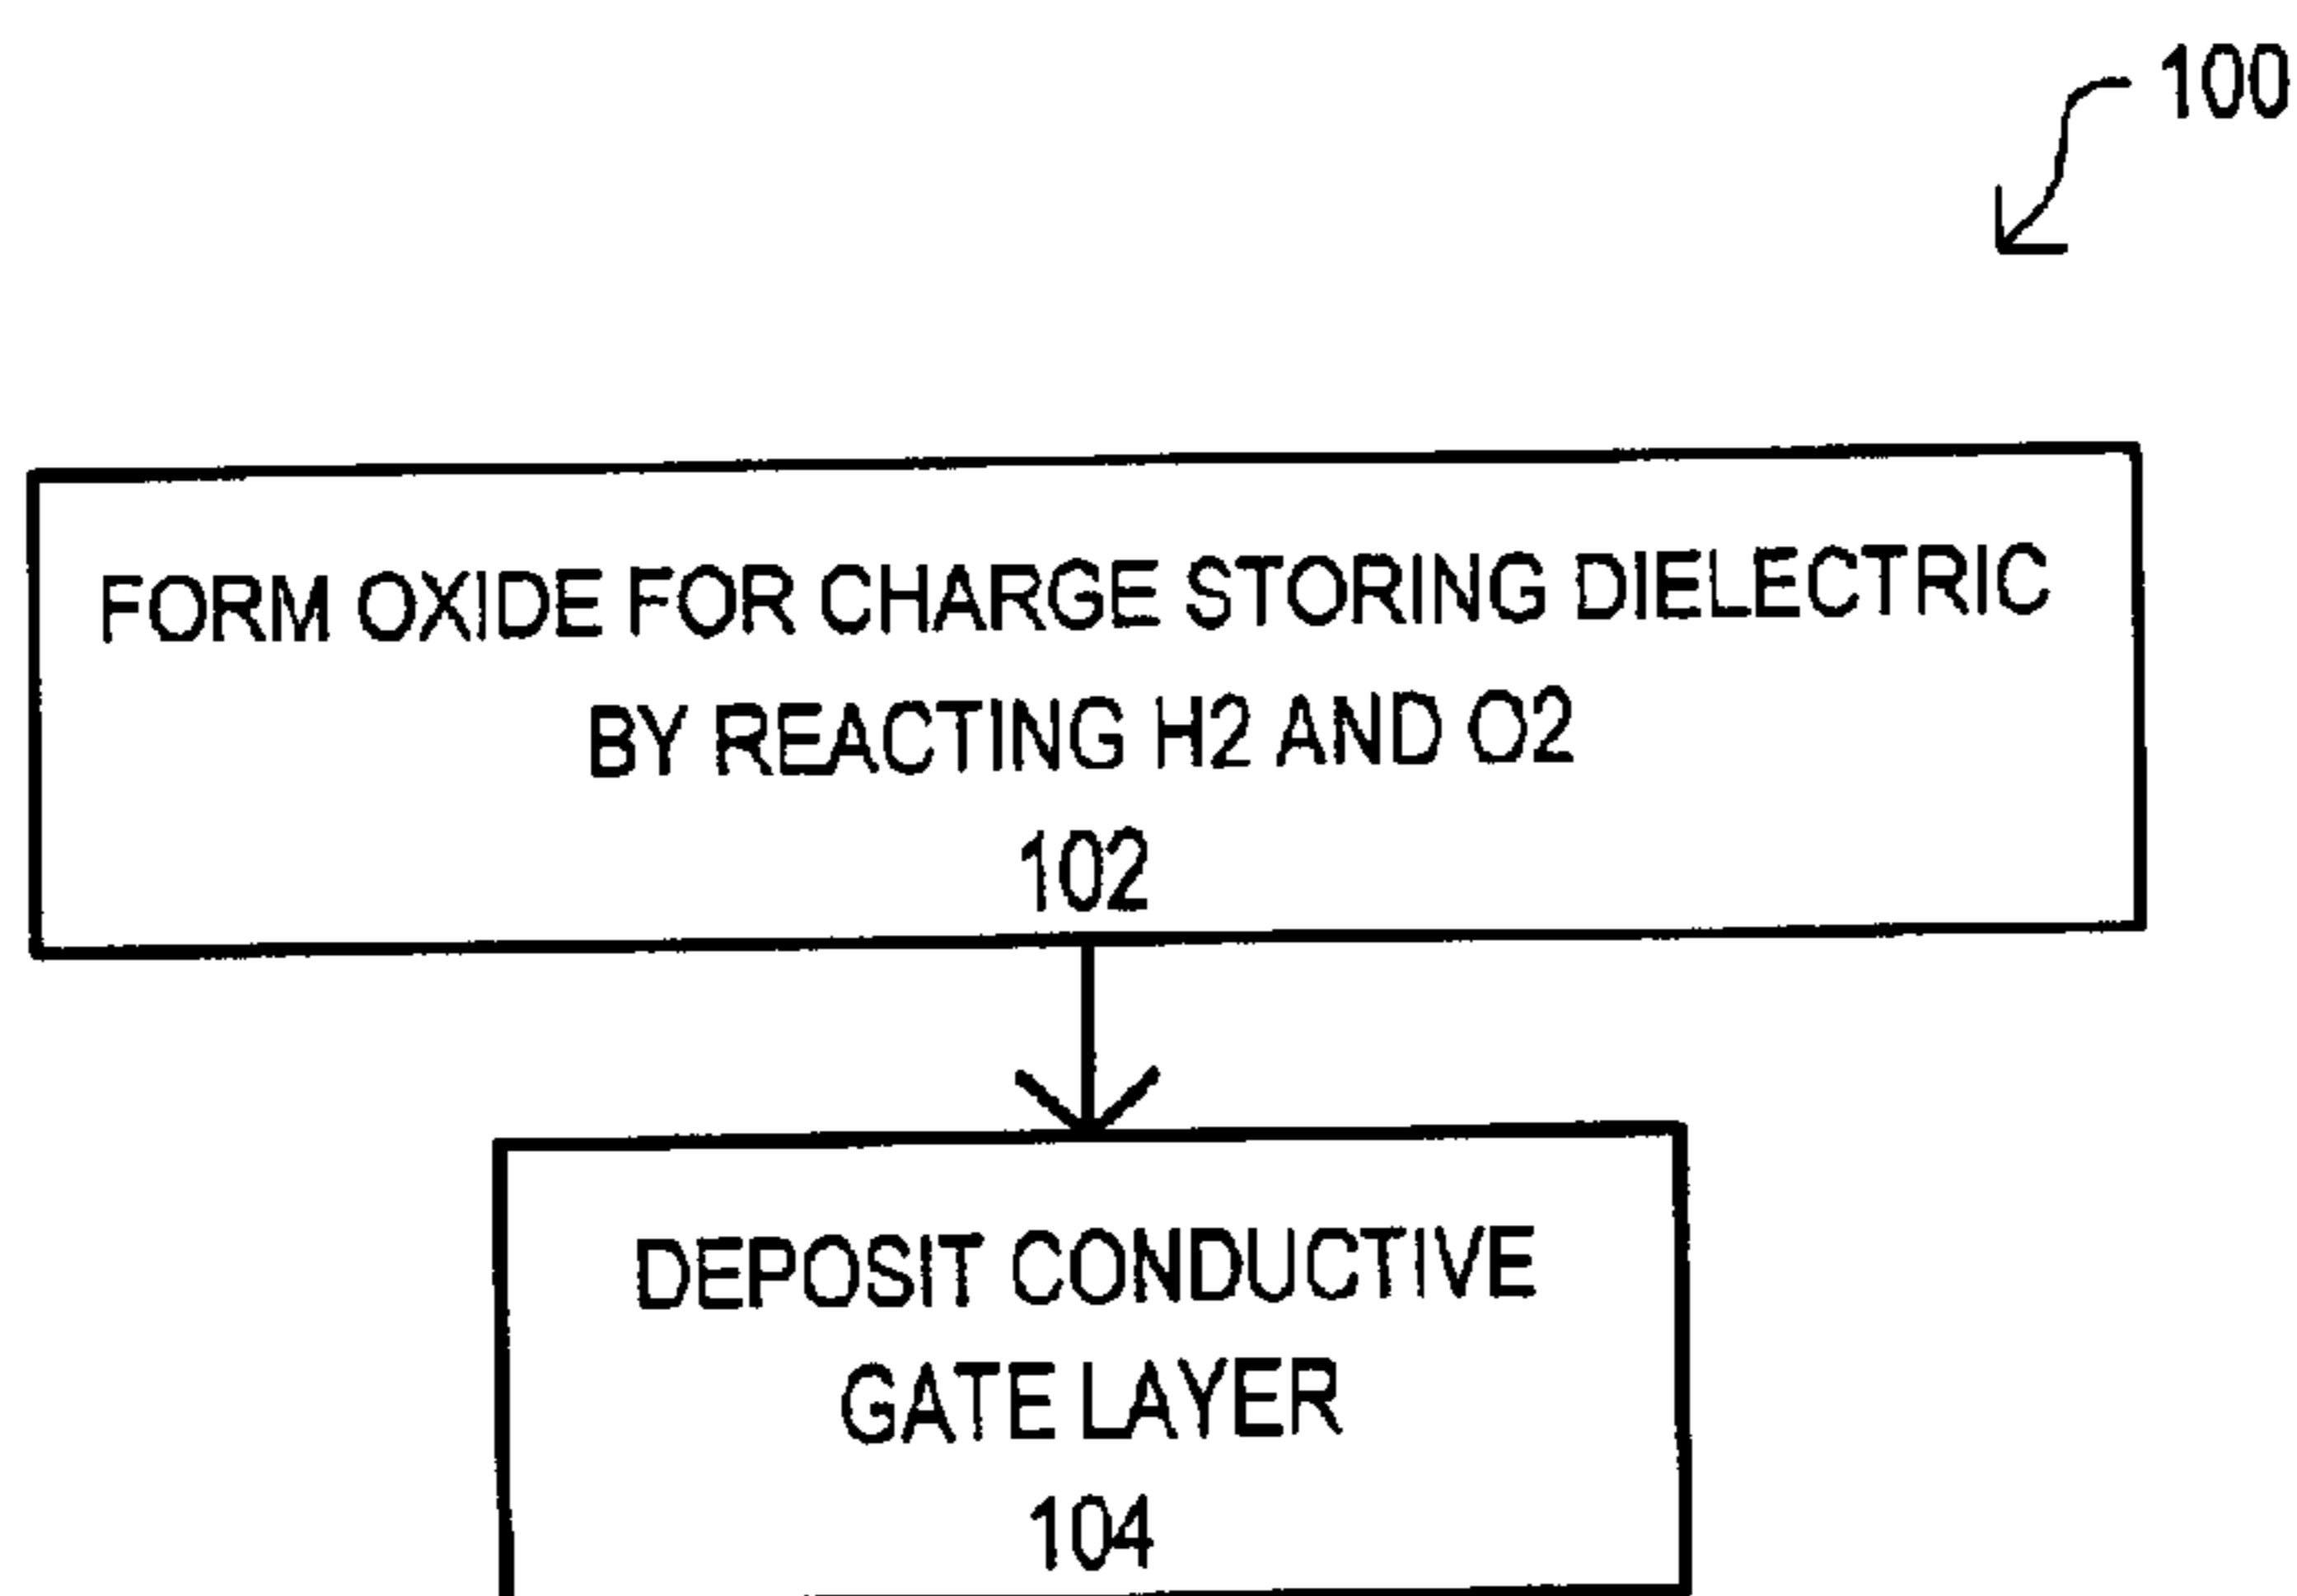 100
FORM OXIDE FOR CHARGE STORING DIELECTRIC
BY REACTING H2 AND O2
102
DEPOSIT CONDUCTIVE
GATE LAYER
104